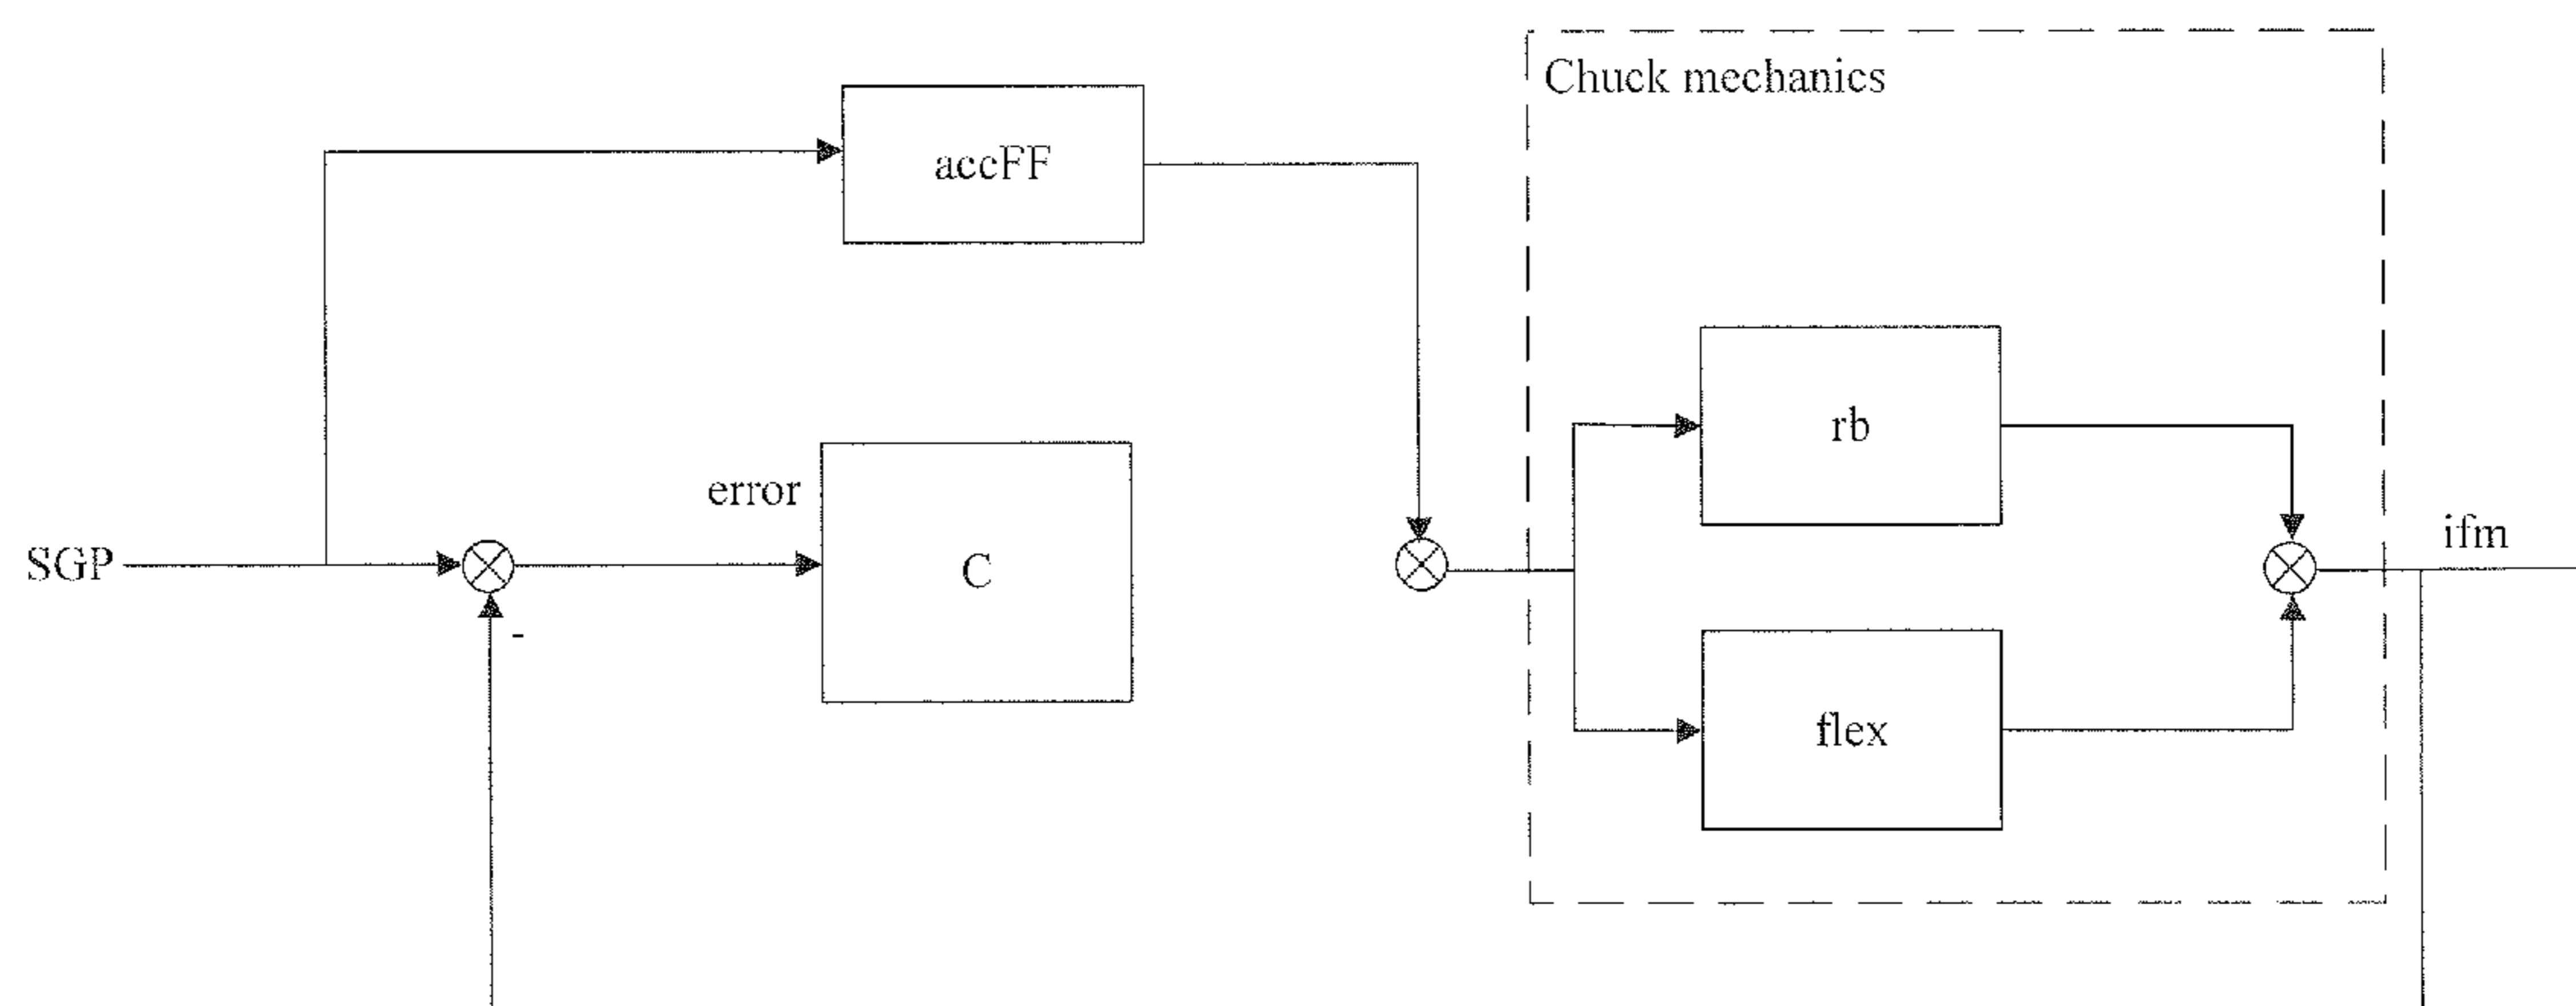 Chuck mechanics
accFF
rb
error
SGP
C
ifm
-
flex